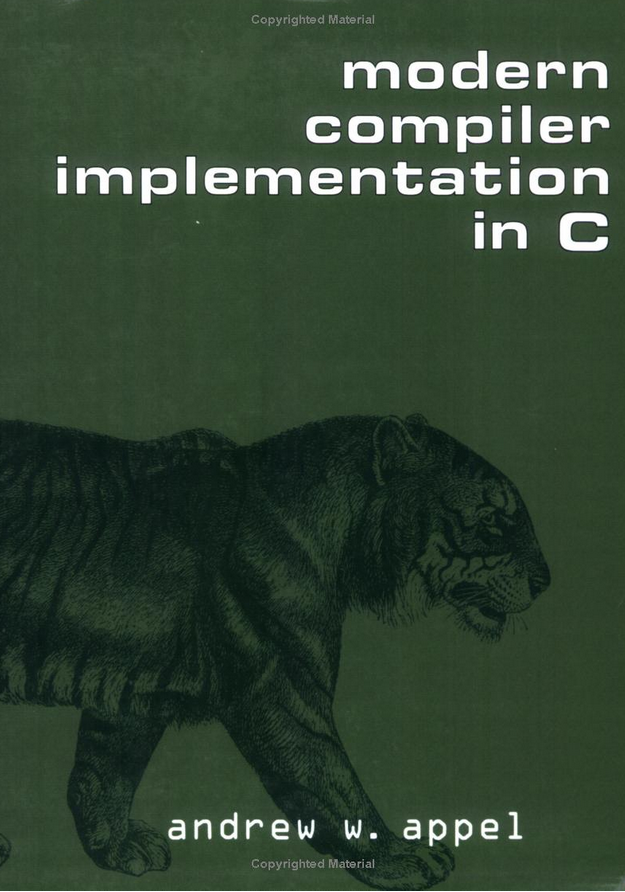 Copyrighted Material
modern
compiler
implementation
in C
andrew w. appel
Copyrighted Material